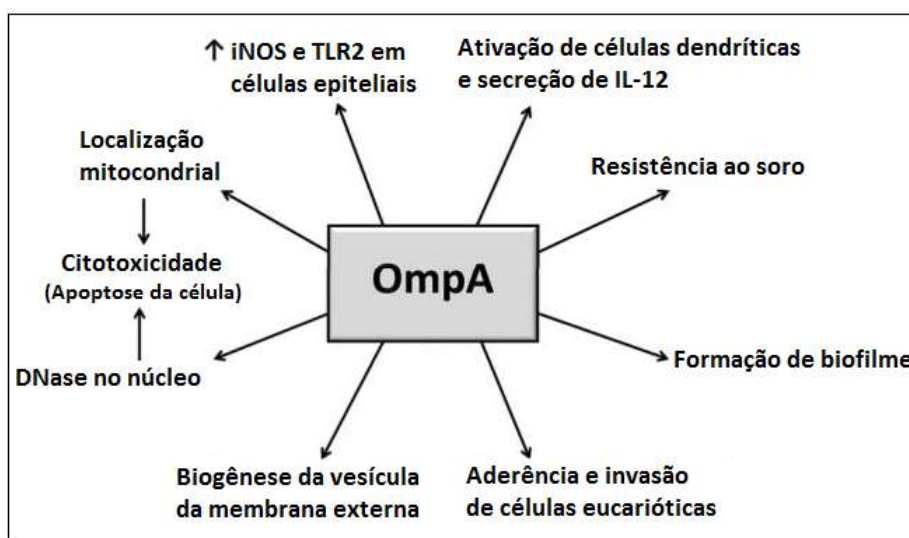 ↑ iNOS e TLR2 em
células epiteliais
Ativação de células dendríticas
e secreção de IL-12
Localização
mitocondrial
Resistência ao soro
Citotoxicidade
(Apoptose da célula)
OmpA
DNase no núcleo
Formação de biofilme
Biogênese da vesícula
da membrana externa
Aderência e invasão
de células eucarióticas